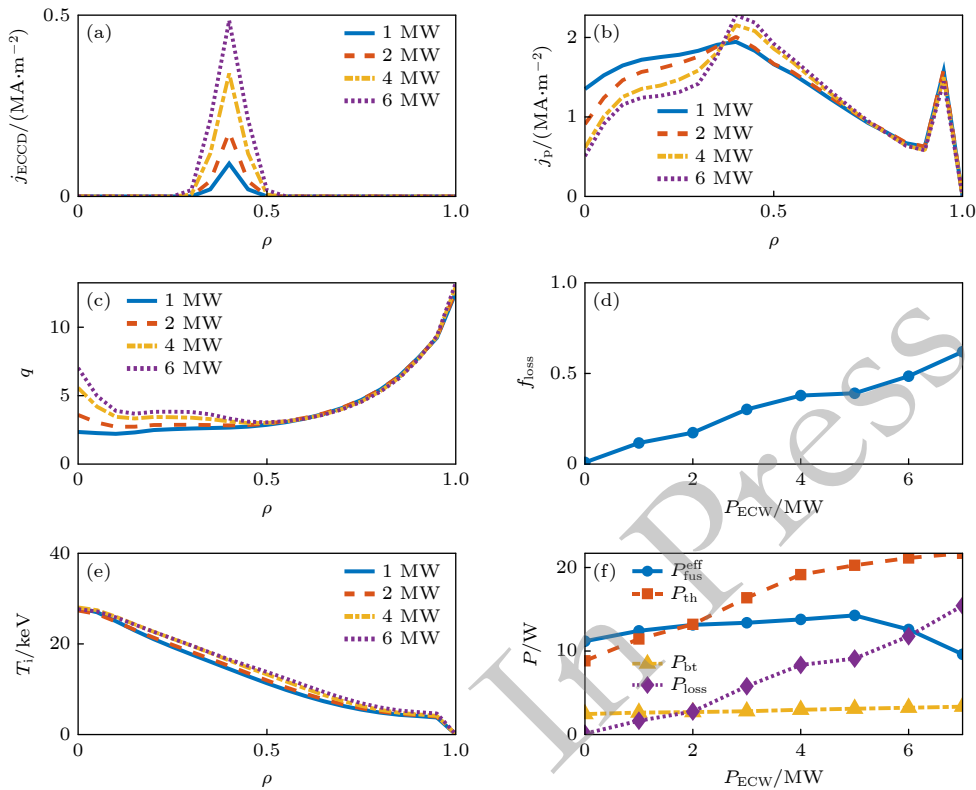 (a)
1 MW
2 MW
4 MW
6 MW
0.5
0
0
0.5
1.0
j_ECCD/(MA·m⁻²)
ρ
(b)
1 MW
2 MW
4 MW
6 MW
2
1
0
0
0.5
1.0
j_p/(MA·m⁻²)
ρ
(c)
1 MW
2 MW
4 MW
6 MW
10
5
0
0
0.5
1.0
q
ρ
(d)
1.0
0.5
0
0
2
4
6
f_loss
P_ECW/MW
(e)
1 MW
2 MW
4 MW
6 MW
40
20
0
0
0.5
1.0
T_i/keV
ρ
(f)
P_fus^eff
P_th
P_bt
P_loss
20
10
0
0
2
4
6
P/W
P_ECW/MW
In Press